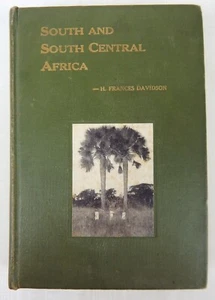 SOUTH AND
SOUTH CENTRAL
AFRICA
—H. FRANCES DAVIDSON